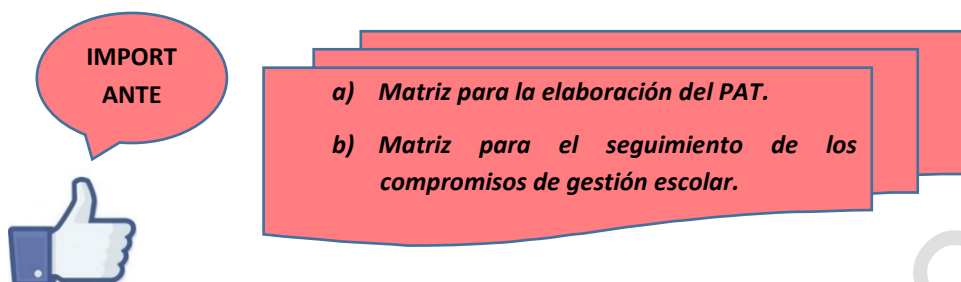 IMPORT
ANTE
a) Matriz para la elaboración del PAT.
b) Matriz para el seguimiento de los
compromisos de gestión escolar.